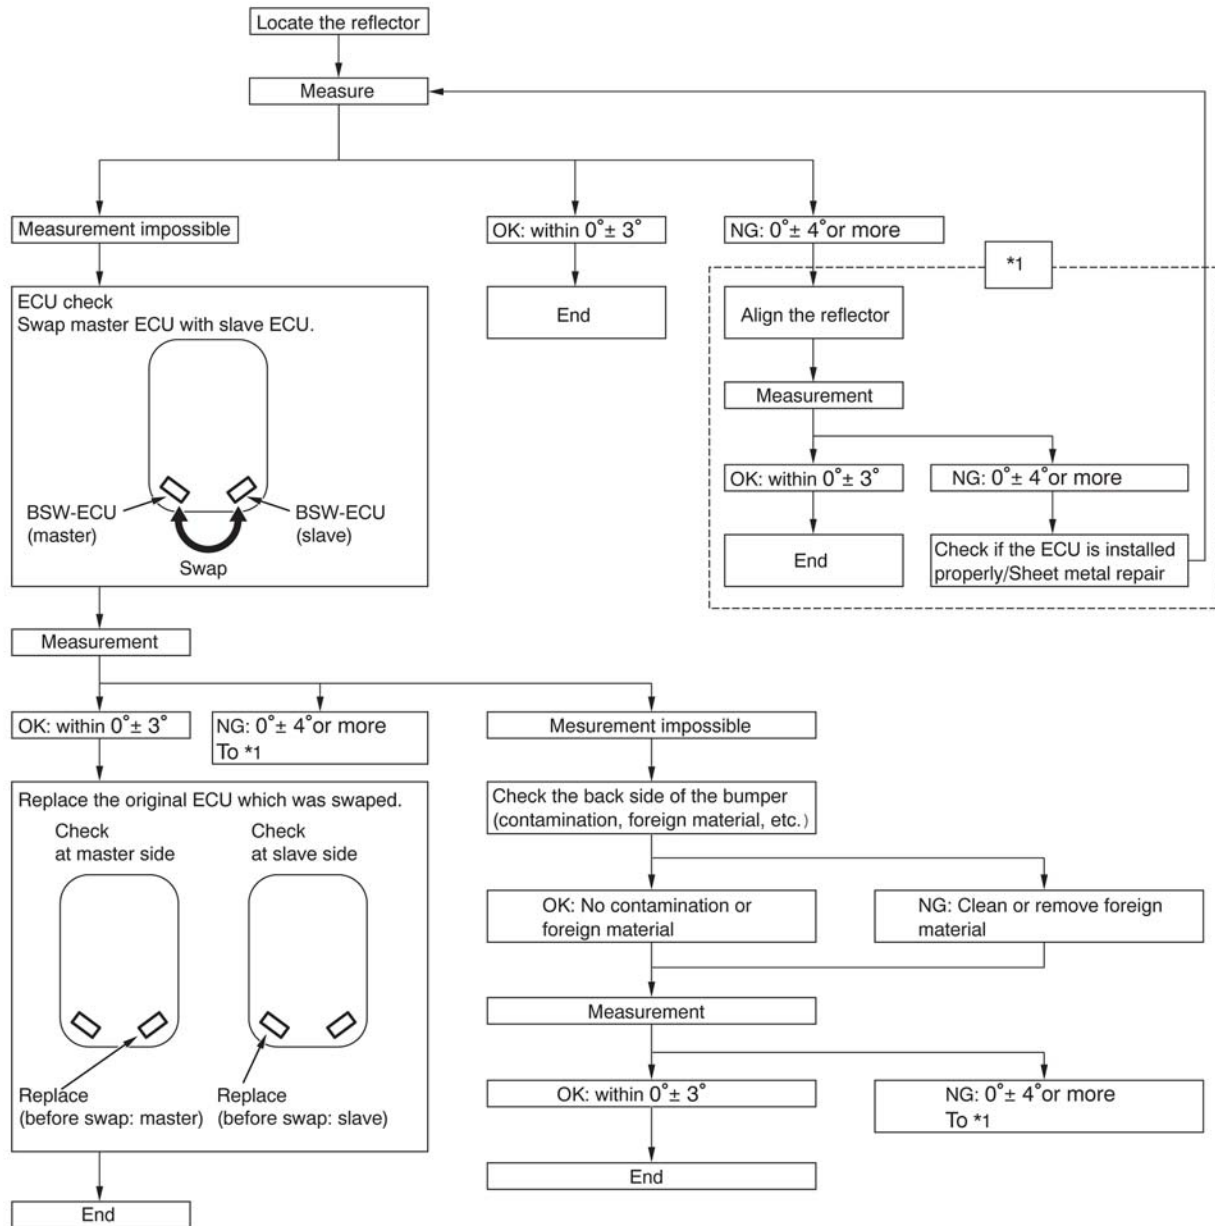 Locate the reflector
Measure
Measurement impossible
OK: within 0°± 3°
NG: 0°± 4°or more
*1
ECU check
Swap master ECU with slave ECU.
BSW-ECU
(master)
BSW-ECU
(slave)
Swap
End
Align the reflector
Measurement
OK: within 0°± 3°
NG: 0°± 4°or more
End
Check if the ECU is installed
properly/Sheet metal repair
Measurement
OK: within 0°± 3°
NG: 0°± 4°or more
To *1
Mesurement impossible
Replace the original ECU which was swaped.
Check
at master side
Check
at slave side
Replace
(before swap: master)
Replace
(before swap: slave)
End
Check the back side of the bumper
(contamination, foreign material, etc.)
OK: No contamination or
foreign material
NG: Clean or remove foreign
material
Measurement
OK: within 0°± 3°
NG: 0°± 4°or more
To *1
End